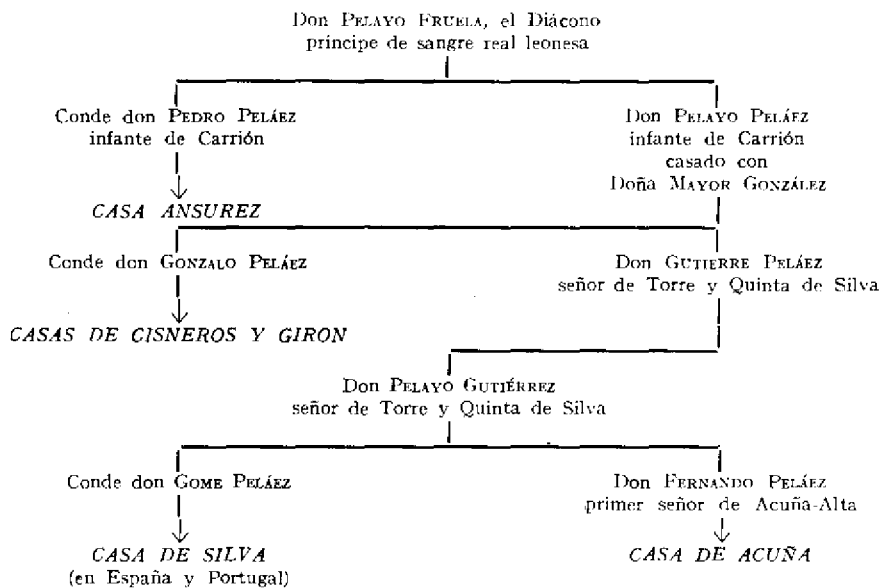 Don PELAYO FRUELA, el Diácono
principe de sangre real leonesa
Conde don PEDRO PELÁEZ
infante de Carrión
CASA ANSUREZ
Don PELAYO PELÁEZ
infante de Carrión
casado con
Doña MAYOR GONZÁLEZ
Conde don GONZALO PELÁEZ
CASAS DE CISNEROS Y GIRON
Don GUTIERRE PELÁEZ
señor de Torre y Quinta de Silva
Don PELAYO GUTIÉRREZ
señor de Torre y Quinta de Silva
Conde don GOME PELÁEZ
CASA DE SILVA
(en España y Portugal)
Don FERNANDO PELÁEZ
primer señor de Acuña-Alta
CASA DE ACUÑA